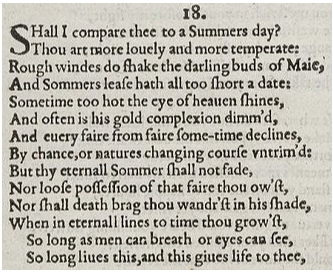 18.
SHall I compare thee to a Summers day?
Thou art more louely and more temperate:
Rough windes do ſhake the darling buds of Maie,
And Sommers leaſe hath all too ſhort a date:
Sometime too hot the eye of heauen ſhines,
And often is his gold complexion dimm'd,
And euery faire from faire ſome-time declines,
By chance,or natures changing courſe vntrim'd:
But thy eternall Sommer ſhall not fade,
Nor looſe poſſeſſion of that faire thou ow'ſt,
Nor ſhall death brag thou wandr'ſt in his ſhade,
When in eternall lines to time thou grow'ſt,
So long as men can breath or eyes can ſee,
So long liues this,and this giues life to thee,